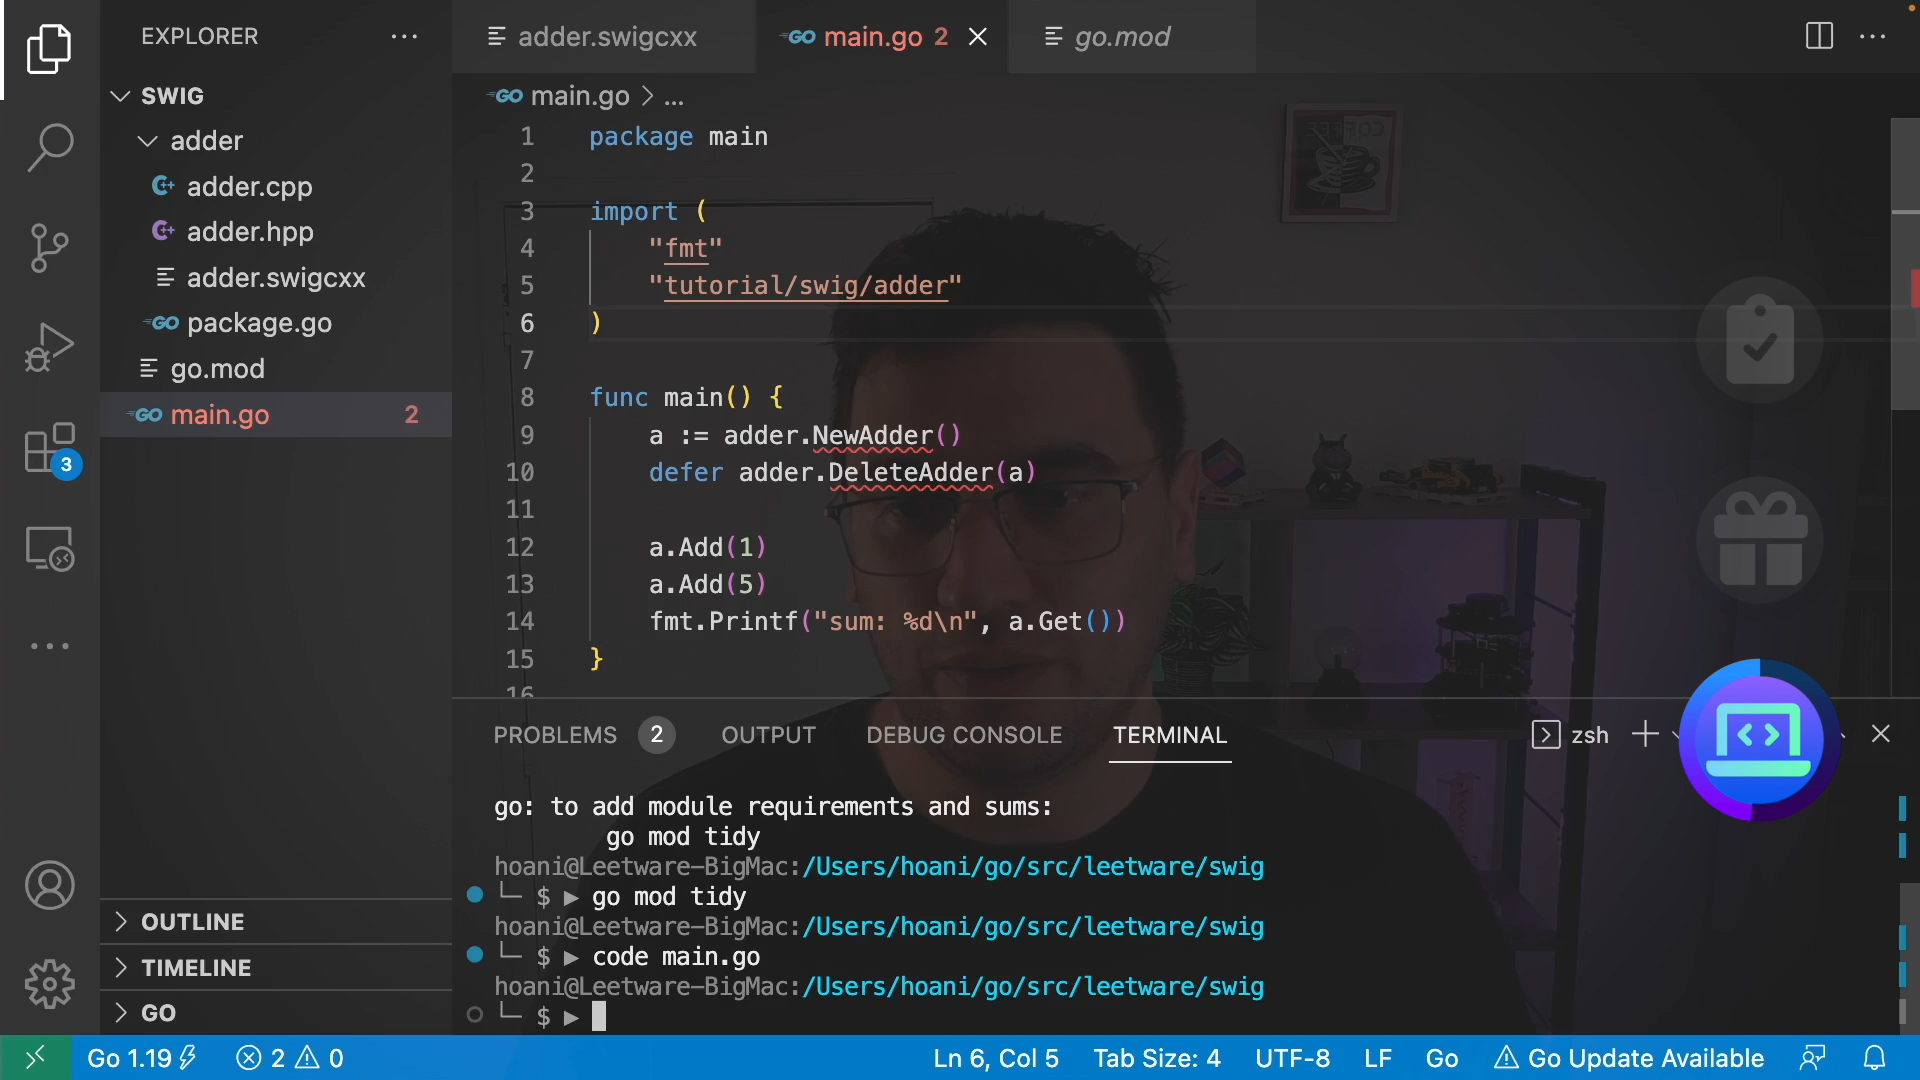 EXPLORER
SWIG
adder
adder.cpp
adder.hpp
adder.swigcxx
package.go
go.mod
main.go 2
3
OUTLINE
TIMELINE
GO
adder.swigcxx
main.go 2
go.mod
main.go > ...
1 package main
2
3 import (
4 "fmt"
5 "tutorial/swig/adder"
6 )
7
8 func main() {
9 a := adder.NewAdder()
10 defer adder.DeleteAdder(a)
11
12 a.Add(1)
13 a.Add(5)
14 fmt.Printf("sum: %d\n", a.Get())
15 }
16
PROBLEMS 2 OUTPUT DEBUG CONSOLE TERMINAL zsh
go: to add module requirements and sums:
go mod tidy
hoani@Leetware-BigMac:/Users/hoani/go/src/leetware/swig
└─ $ ▶ go mod tidy
hoani@Leetware-BigMac:/Users/hoani/go/src/leetware/swig
└─ $ ▶ code main.go
hoani@Leetware-BigMac:/Users/hoani/go/src/leetware/swig
└─ $ ▶
Go 1.19 2 0 Ln 6, Col 5 Tab Size: 4 UTF-8 LF Go Go Update Available